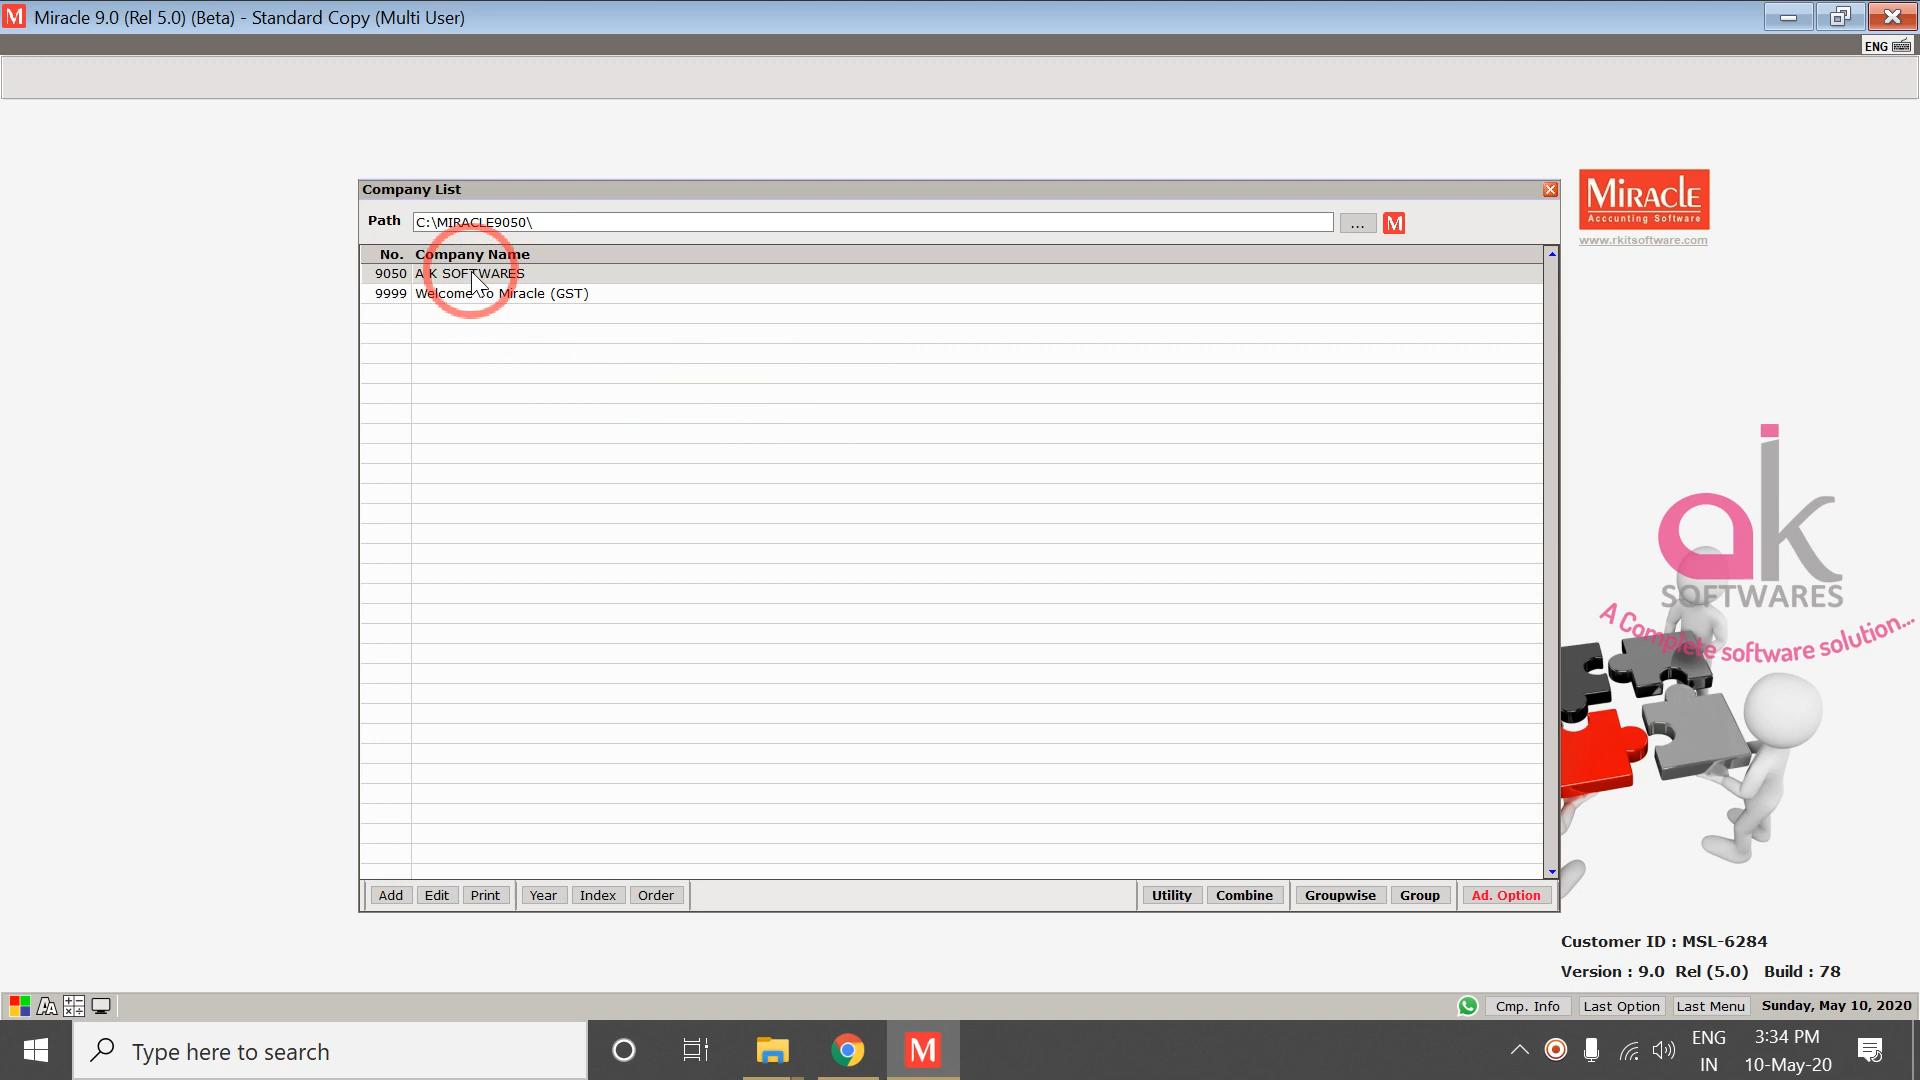 Miracle 9.0 (Rel 5.0) (Beta) - Standard Copy (Multi User)
ENG
Company List
Path C:\MIRACLE9050\ ... M
No. Company Name
9050 A K SOFTWARES
9999 Welcome To Miracle (GST)
MIRACLE
Acccunting Software
www.rkitsoftware.com
ak
SOFTWARES
A Complete software solution...
Add Edit Print Year Index Order Utility Combine Groupwise Group Ad. Option
Customer ID : MSL-6284
Version : 9.0 Rel (5.0) Build : 78
Cmp. Info Last Option Last Menu Sunday, May 10, 2020
Type here to search
M
ENG
IN
3:34 PM
10-May-20